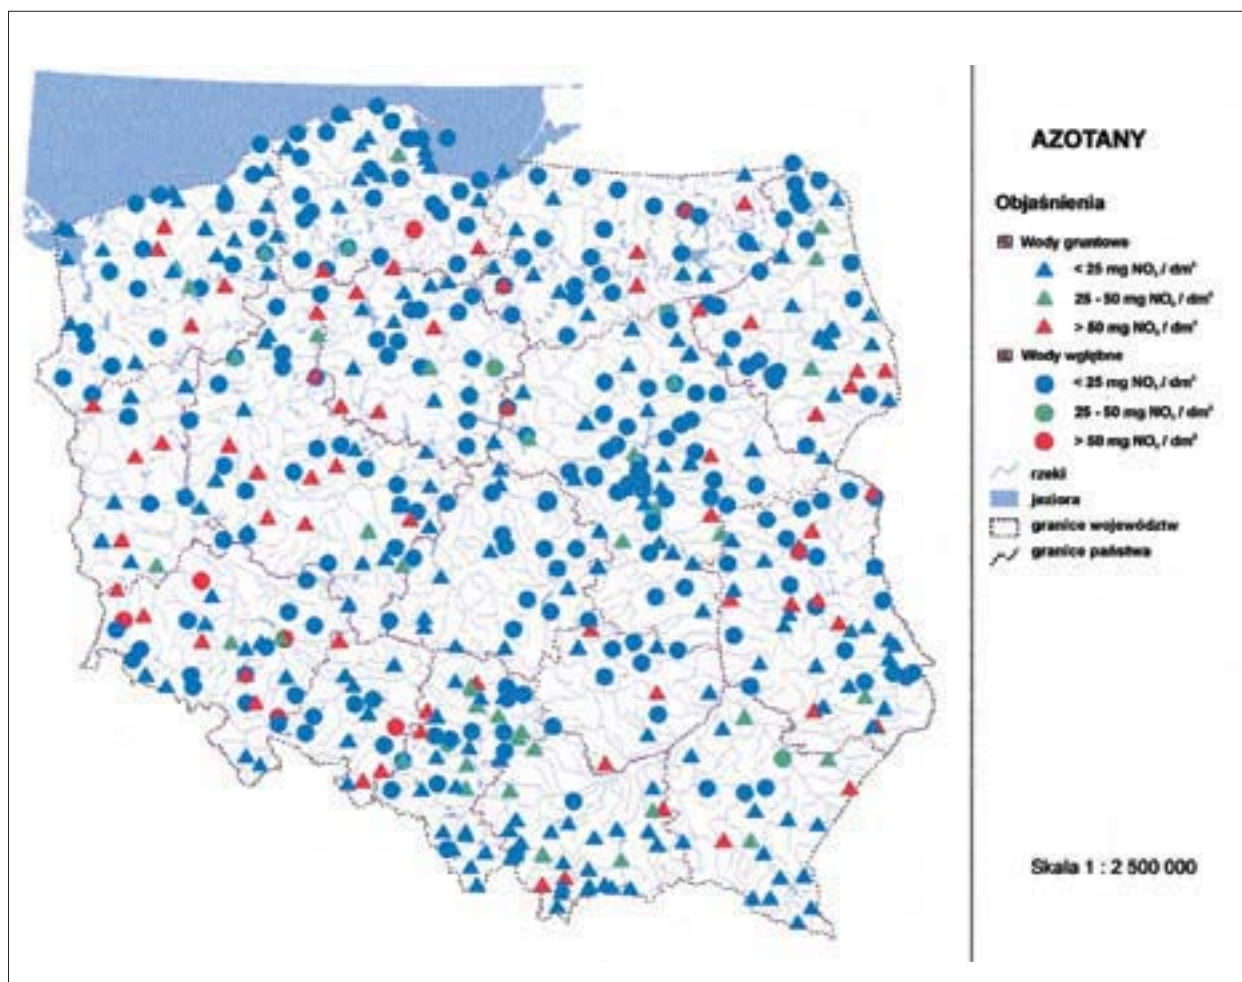 AZOTANY
Objaśnienia
Wody gruntowe
< 25 mg NO₃ / dm³
25 - 50 mg NO₃ / dm³
> 50 mg NO₃ / dm³
Wody wgłębne
< 25 mg NO₃ / dm³
25 - 50 mg NO₃ / dm³
> 50 mg NO₃ / dm³
rzeki
jeziora
granice województw
granice państwa
Skala 1 : 2 500 000